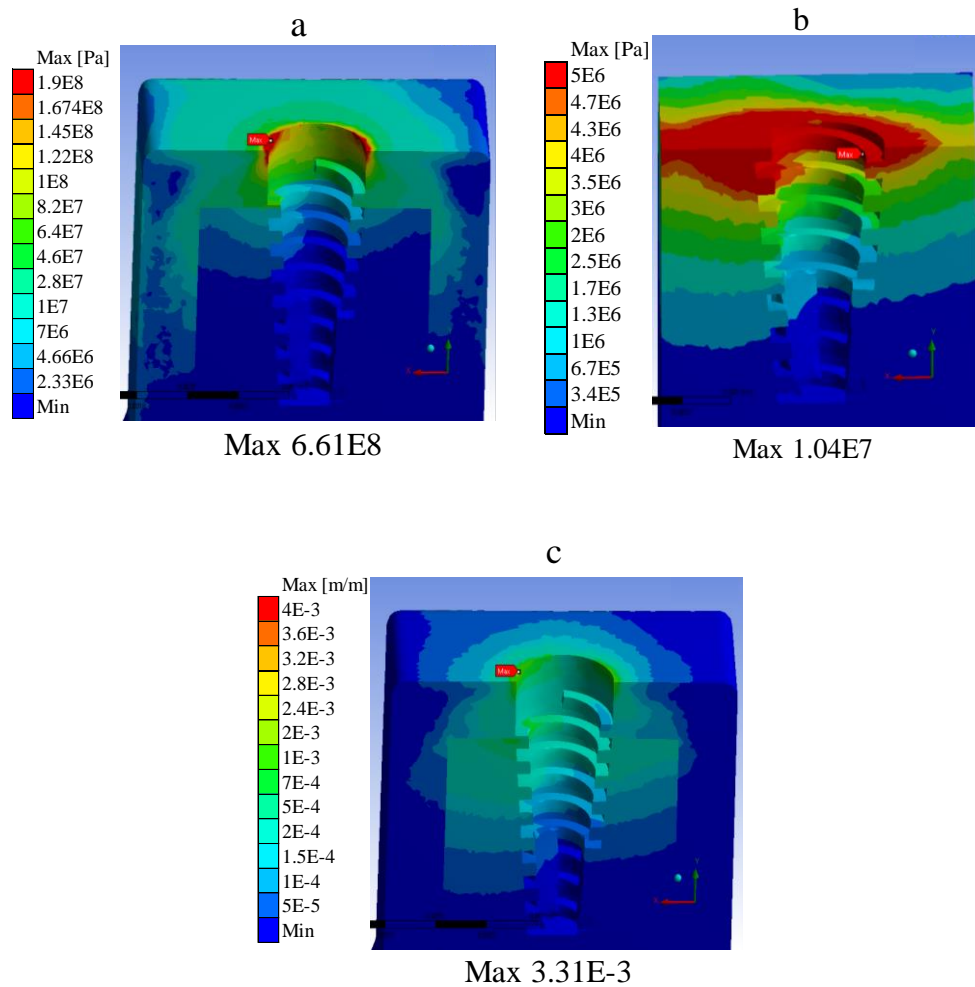 a
Max [Pa]
1.9E8
1.674E8
1.45E8
1.22E8
1E8
8.2E7
6.4E7
4.6E7
2.8E7
1E7
7E6
4.66E6
2.33E6
Min
Max
Max 6.61E8
b
Max [Pa]
5E6
4.7E6
4.3E6
4E6
3.5E6
3E6
2E6
2.5E6
1.7E6
1.3E6
1E6
6.7E5
3.4E5
Min
Max
Y
X
Max 1.04E7
c
Max [m/m]
4E-3
3.6E-3
3.2E-3
2.8E-3
2.4E-3
2E-3
1E-3
7E-4
5E-4
2E-4
1.5E-4
1E-4
5E-5
Min
Max
Y
X
Max 3.31E-3